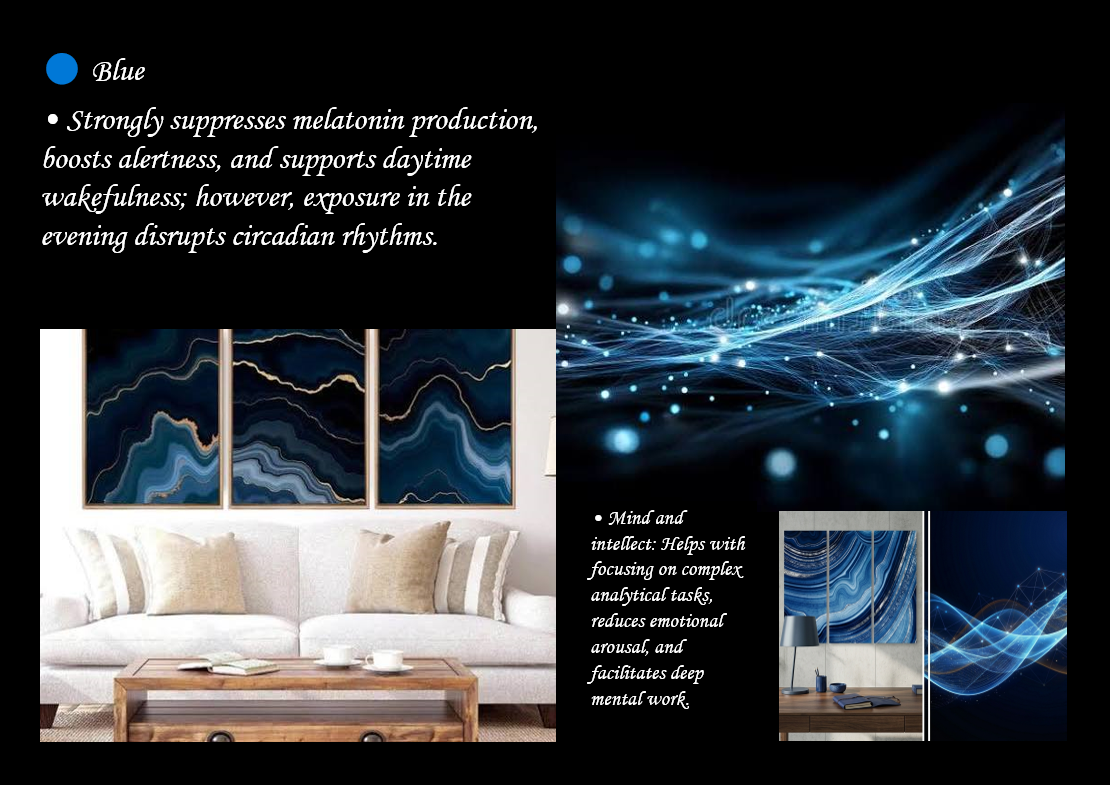 Blue
• Strongly suppresses melatonin production,
boosts alertness, and supports daytime
wakefulness; however, exposure in the
evening disrupts circadian rhythms.
• Mind and
intellect: Helps with
focusing on complex
analytical tasks,
reduces emotional
arousal, and
facilitates deep
mental work.